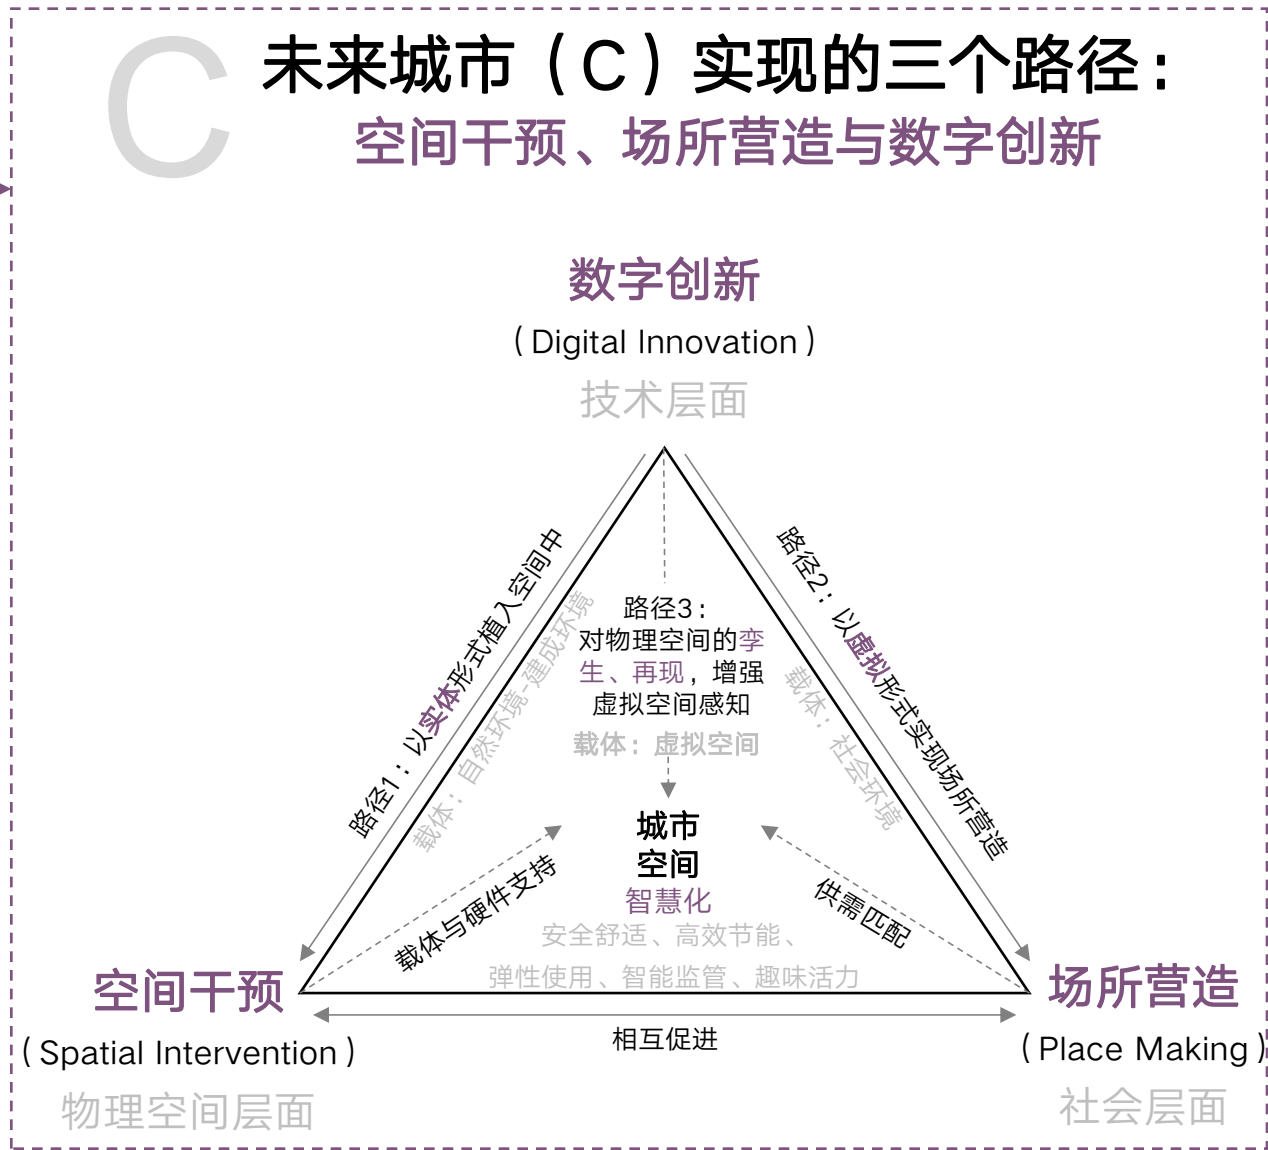 C
未来城市（C）实现的三个路径：
空间干预、场所营造与数字创新
数字创新
（Digital Innovation）
技术层面
路径1：以实体形式植入空间中
载体：自然环境-建成环境
路径2：以虚拟形式实现场所营造
载体：社会环境
路径3：
对物理空间的孪
生、再现，增强
虚拟空间感知
载体：虚拟空间
城市
空间
智慧化
安全舒适、高效节能、
弹性使用、智能监管、趣味活力
载体与硬件支持
供需匹配
空间干预
（Spatial Intervention）
物理空间层面
相互促进
场所营造
（Place Making）
社会层面